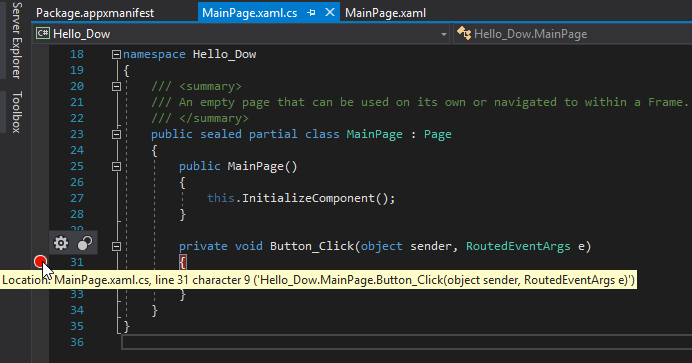 Server Explorer
Toolbox
Package.appxmanifest MainPage.xaml.cs MainPage.xaml
C# Hello_Dow Hello_Dow.MainPage
18 namespace Hello_Dow
19 {
20 /// <summary>
21 /// An empty page that can be used on its own or navigated to within a Frame.
22 /// </summary>
23 public sealed partial class MainPage : Page
24 {
25 public MainPage()
26 {
27 this.InitializeComponent();
28 }
29
30 private void Button_Click(object sender, RoutedEventArgs e)
31 {
Location: MainPage.xaml.cs, line 31 character 9 ('Hello_Dow.MainPage.Button_Click(object sender, RoutedEventArgs e)')
33 }
34 }
35 }
36